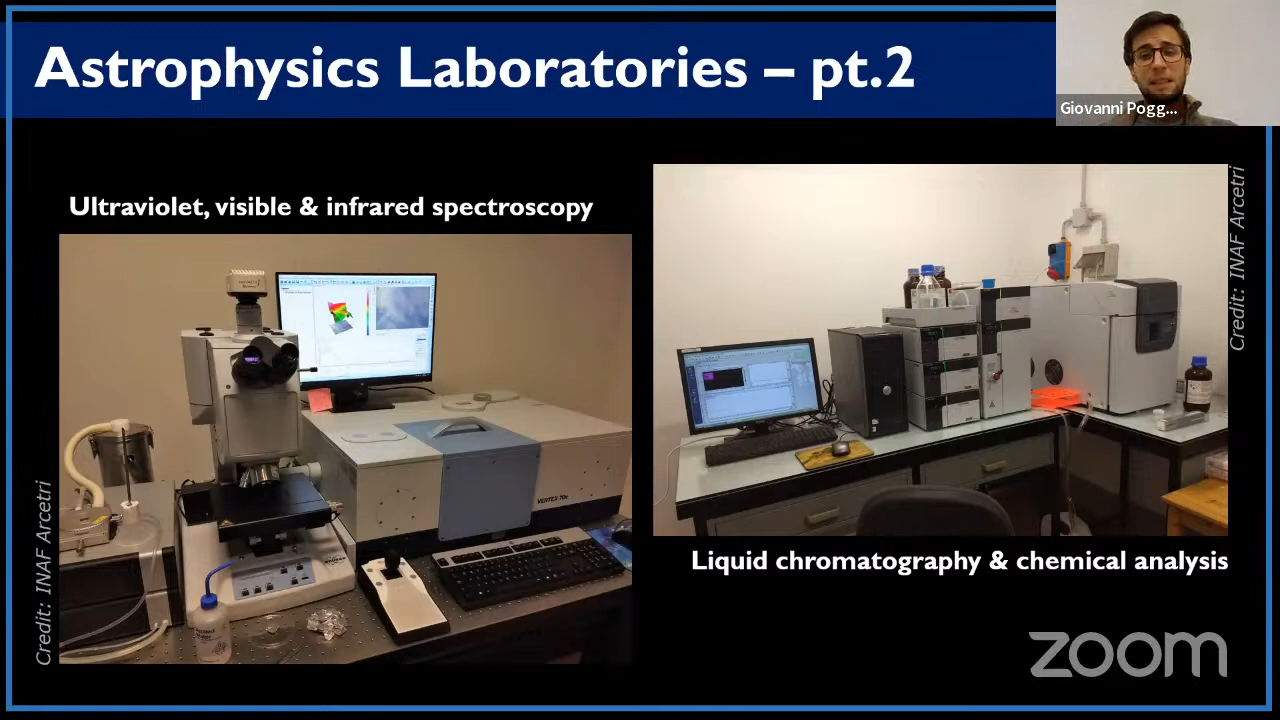 Astrophysics Laboratories – pt.2
Giovanni Pogg...
Ultraviolet, visible & infrared spectroscopy
Credit: INAF Arcetri
VERTEX 70v
Credit: INAF Arcetri
Liquid chromatography & chemical analysis
zoom